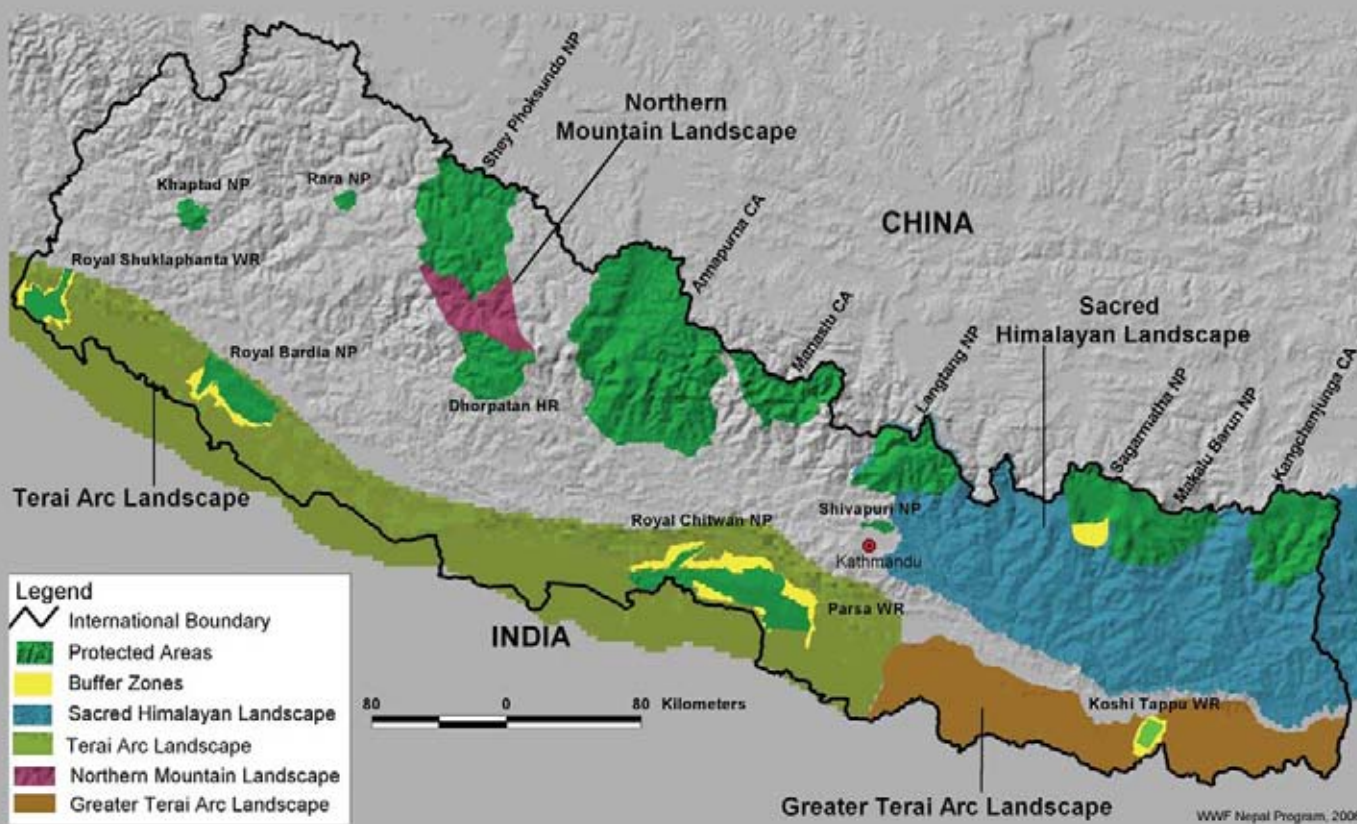 Shey Phoksundo NP
Northern
Mountain Landscape
Khaptad NP
Rara NP
Annapurna CA
CHINA
Royal Shuklaphanta WR
Manaslu CA
Sacred
Himalayan Landscape
Langtang NP
Royal Bardia NP
Sagarmatha NP
Makalu Barun NP
Kangchenjunga CA
Dhorpatan HR
Terai Arc Landscape
Royal Chitwan NP
Shivapuri NP
Kathmandu
Parsa WR
INDIA
Legend
International Boundary
Protected Areas
Buffer Zones
Sacred Himalayan Landscape
Terai Arc Landscape
Northern Mountain Landscape
Greater Terai Arc Landscape
80 0 80 Kilometers
Koshi Tappu WR
Greater Terai Arc Landscape
WWF Nepal Program, 2006